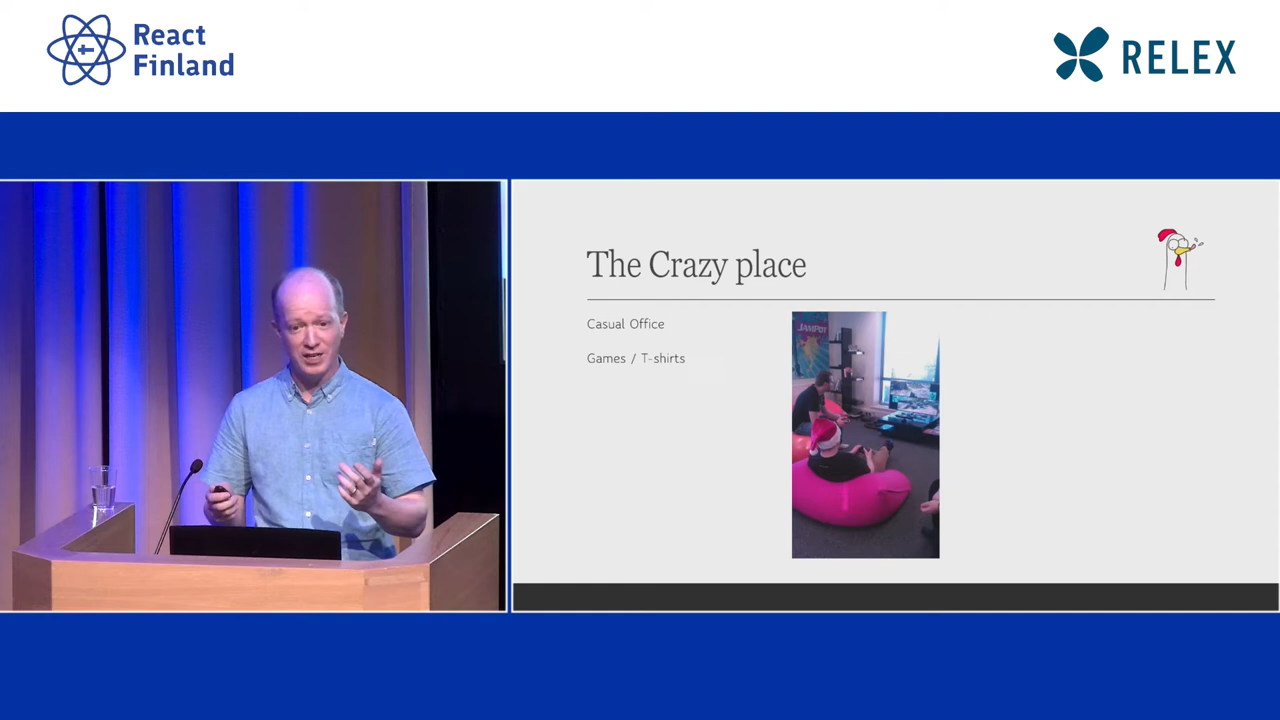 React
Finland
RELEX
The Crazy place
Casual Office
Games / T-shirts
JAMPOT